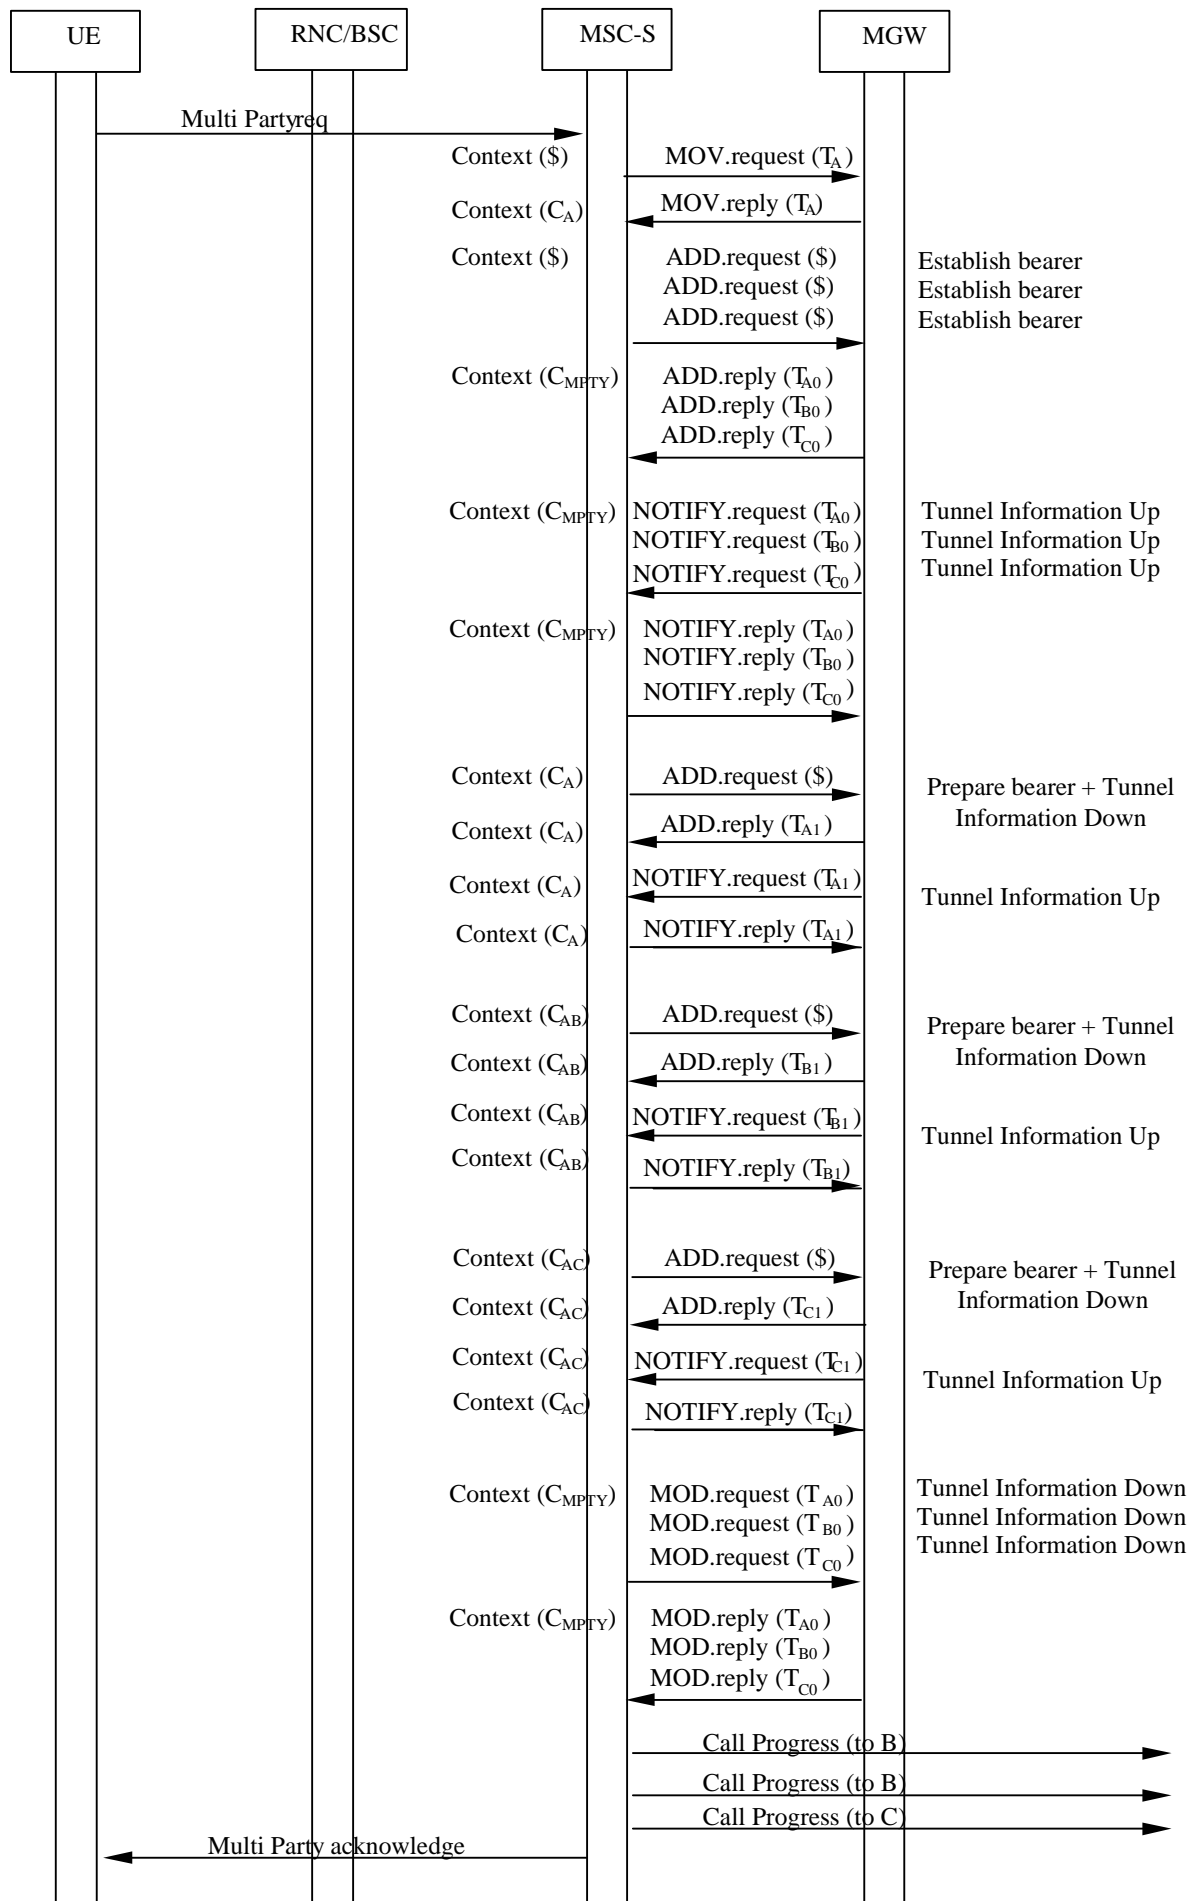 UE RNC/BSC MSC-S MGW
Multi Partyreq
Context ($) MOV.request (TA)
Context (CA) MOV.reply (TA)
Context ($) ADD.request ($) Establish bearer
ADD.request ($) Establish bearer
ADD.request ($) Establish bearer
Context (CMPTY) ADD.reply (TA0)
ADD.reply (TB0)
ADD.reply (TC0)
Context (CMPTY) NOTIFY.request (TA0) Tunnel Information Up
NOTIFY.request (TB0) Tunnel Information Up
NOTIFY.request (TC0) Tunnel Information Up
Context (CMPTY) NOTIFY.reply (TA0)
NOTIFY.reply (TB0)
NOTIFY.reply (TC0)
Context (CA) ADD.request ($) Prepare bearer + Tunnel
Information Down
Context (CA) ADD.reply (TA1)
Context (CA) NOTIFY.request (TA1) Tunnel Information Up
Context (CA) NOTIFY.reply (TA1)
Context (CAB) ADD.request ($) Prepare bearer + Tunnel
Information Down
Context (CAB) ADD.reply (TB1)
Context (CAB) NOTIFY.request (TB1) Tunnel Information Up
Context (CAB) NOTIFY.reply (TB1)
Context (CAC) ADD.request ($) Prepare bearer + Tunnel
Information Down
Context (CAC) ADD.reply (TC1)
Context (CAC) NOTIFY.request (TC1) Tunnel Information Up
Context (CAC) NOTIFY.reply (TC1)
Context (CMPTY) MOD.request (TA0) Tunnel Information Down
MOD.request (TB0) Tunnel Information Down
MOD.request (TC0) Tunnel Information Down
Context (CMPTY) MOD.reply (TA0)
MOD.reply (TB0)
MOD.reply (TC0)
Call Progress (to B)
Call Progress (to B)
Call Progress (to C)
Multi Party acknowledge